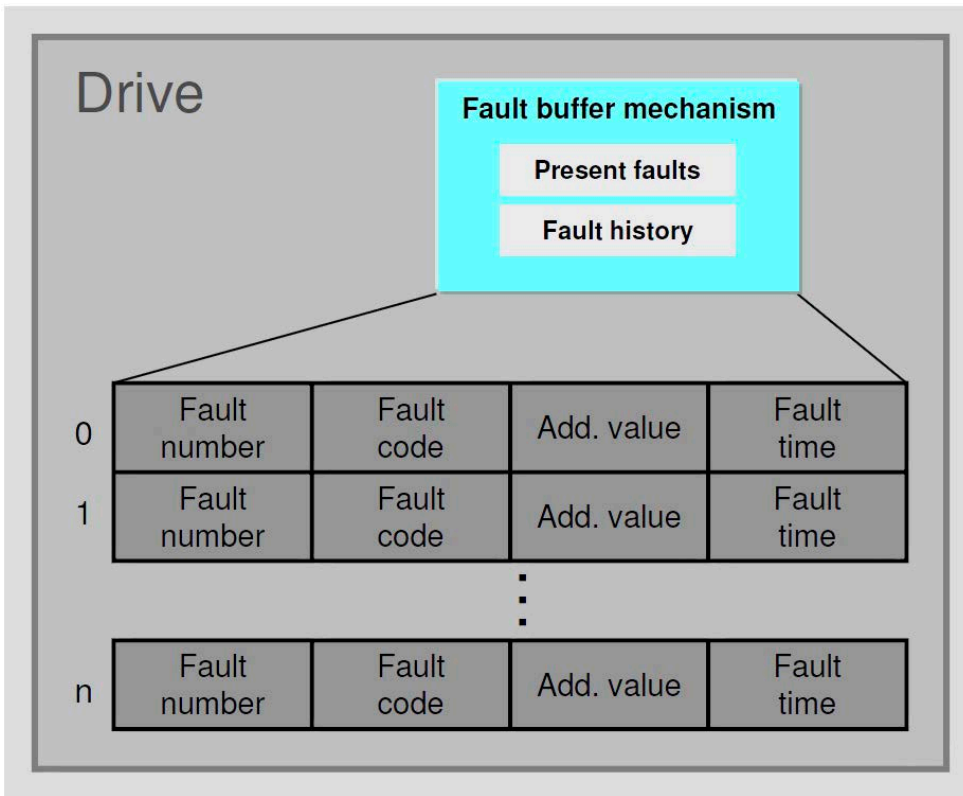 Drive
Fault buffer mechanism
Present faults
Fault history
0
Fault
number
Fault
code
Add. value
Fault
time
1
Fault
number
Fault
code
Add. value
Fault
time
n
Fault
number
Fault
code
Add. value
Fault
time